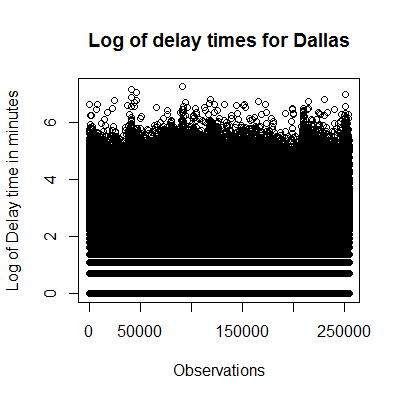 Log of delay times for Dallas
Log of Delay time in minutes
6
4
2
0
0
50000
150000
250000
Observations